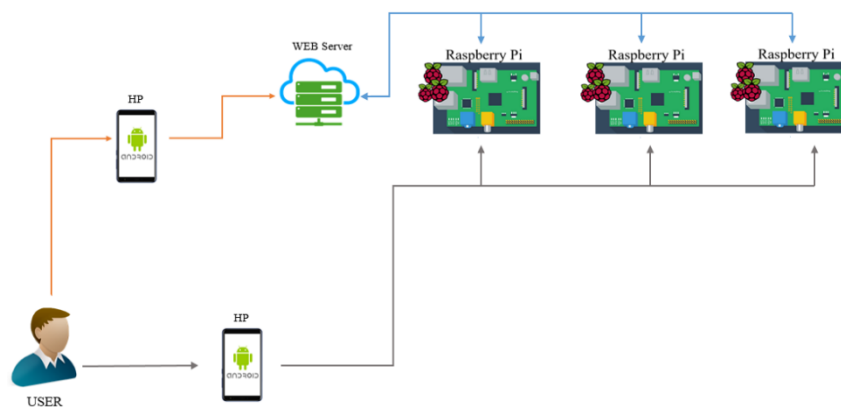 WEB Server
Raspberry Pi
Raspberry Pi
Raspberry Pi
HP
ANDROID
HP
ANDROID
USER